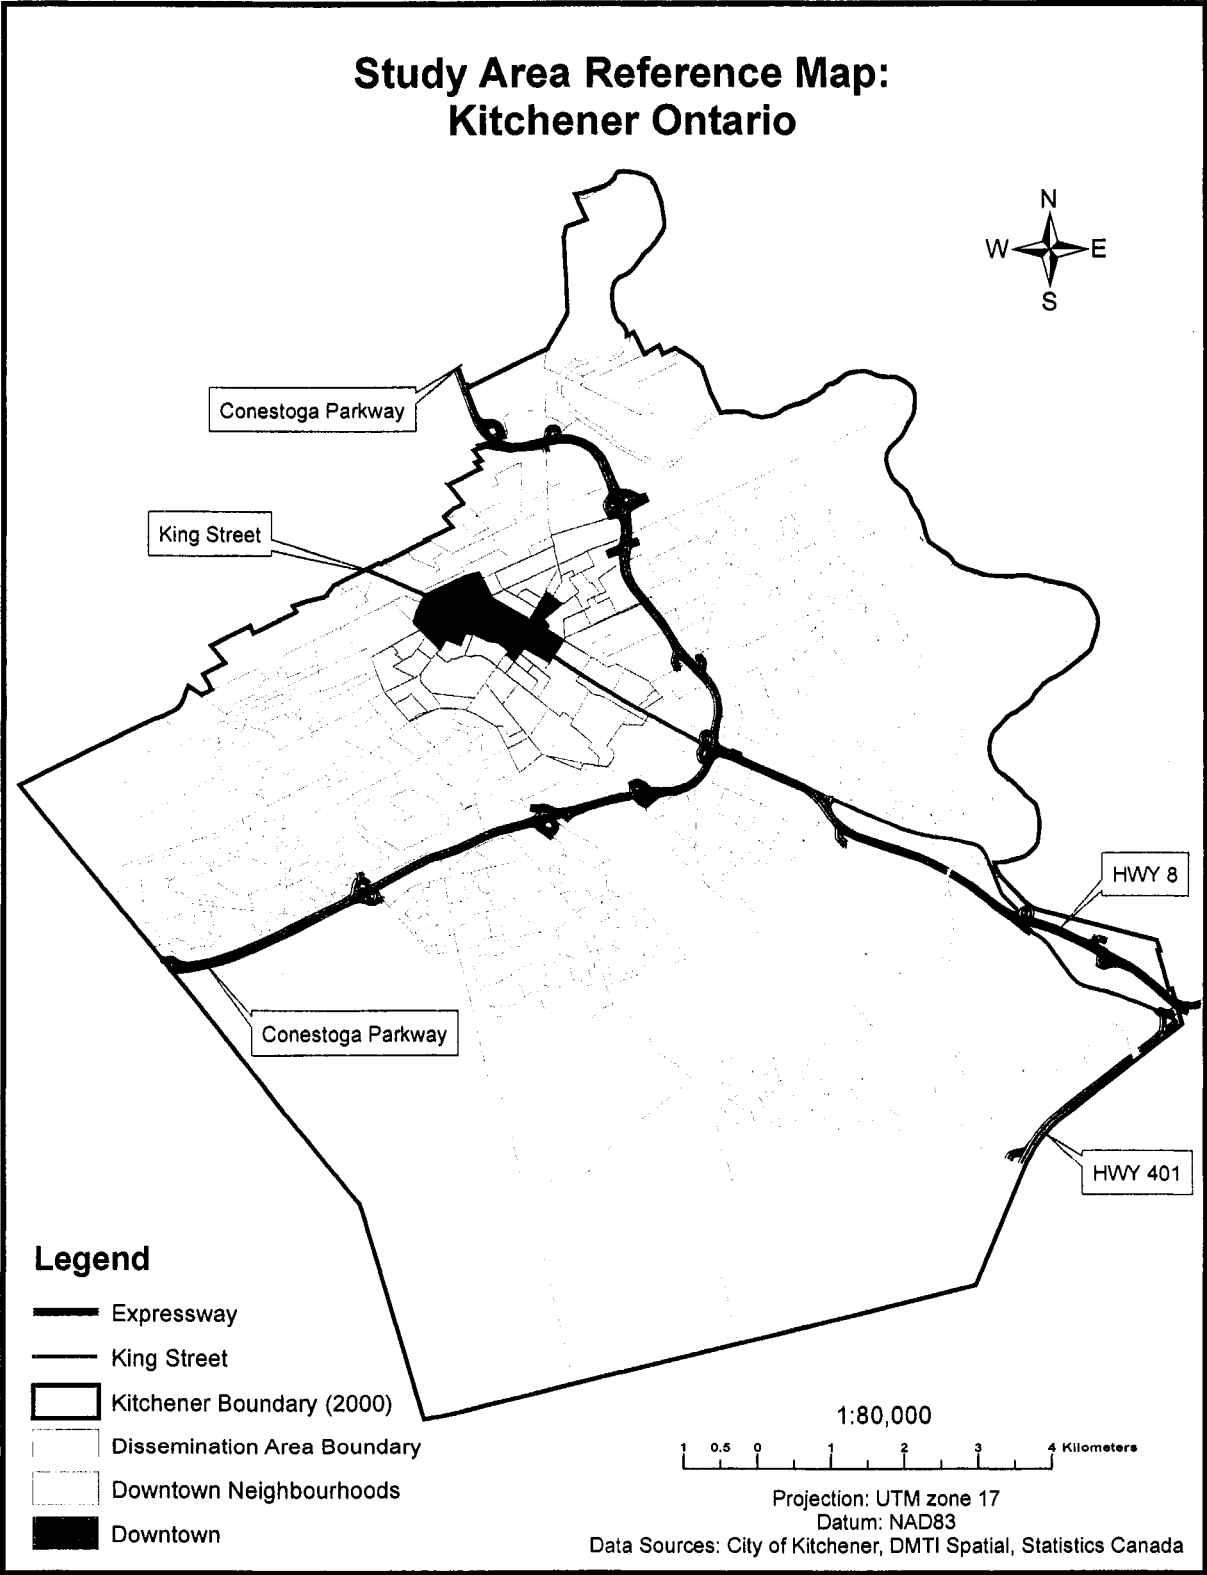 Study Area Reference Map:
Kitchener Ontario
N
W E
S
Conestoga Parkway
King Street
HWY 8
Conestoga Parkway
HWY 401
Legend
Expressway
King Street
Kitchener Boundary (2000)
Dissemination Area Boundary
Downtown Neighbourhoods
Downtown
1:80,000
1 0.5 0 1 2 3 4 Kilometers
Projection: UTM zone 17
Datum: NAD83
Data Sources: City of Kitchener, DMTI Spatial, Statistics Canada